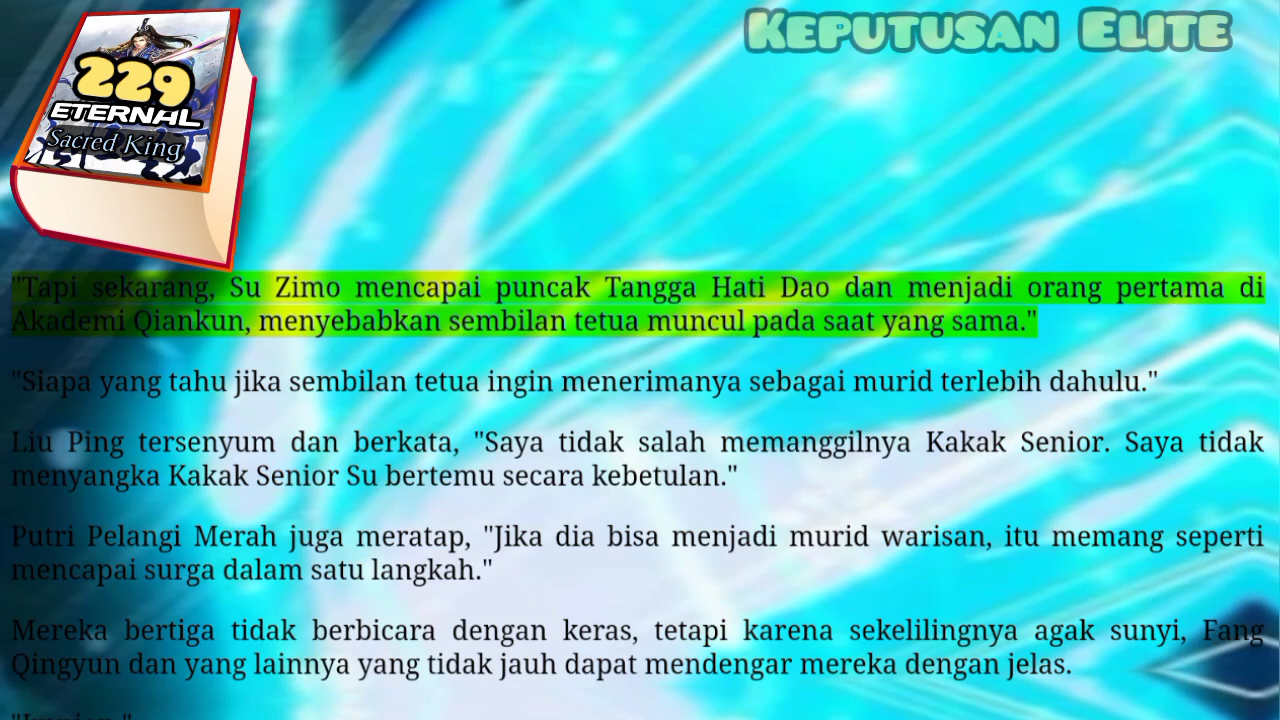 Keputusan Elite
229
ETERNAL
Sacred King
"Tapi sekarang, Su Zimo mencapai puncak Tangga Hati Dao dan menjadi orang pertama di
Akademi Qiankun, menyebabkan sembilan tetua muncul pada saat yang sama."
"Siapa yang tahu jika sembilan tetua ingin menerimanya sebagai murid terlebih dahulu."
Liu Ping tersenyum dan berkata, "Saya tidak salah memanggilnya Kakak Senior. Saya tidak
menyangka Kakak Senior Su bertemu secara kebetulan."
Putri Pelangi Merah juga meratap, "Jika dia bisa menjadi murid warisan, itu memang seperti
mencapai surga dalam satu langkah."
Mereka bertiga tidak berbicara dengan keras, tetapi karena sekelilingnya agak sunyi, Fang
Qingyun dan yang lainnya yang tidak jauh dapat mendengar mereka dengan jelas.